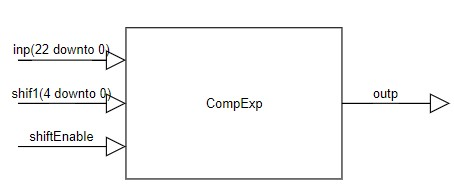 inp(22 downto 0)
shif1(4 downto 0)
shiftEnable
CompExp
outp